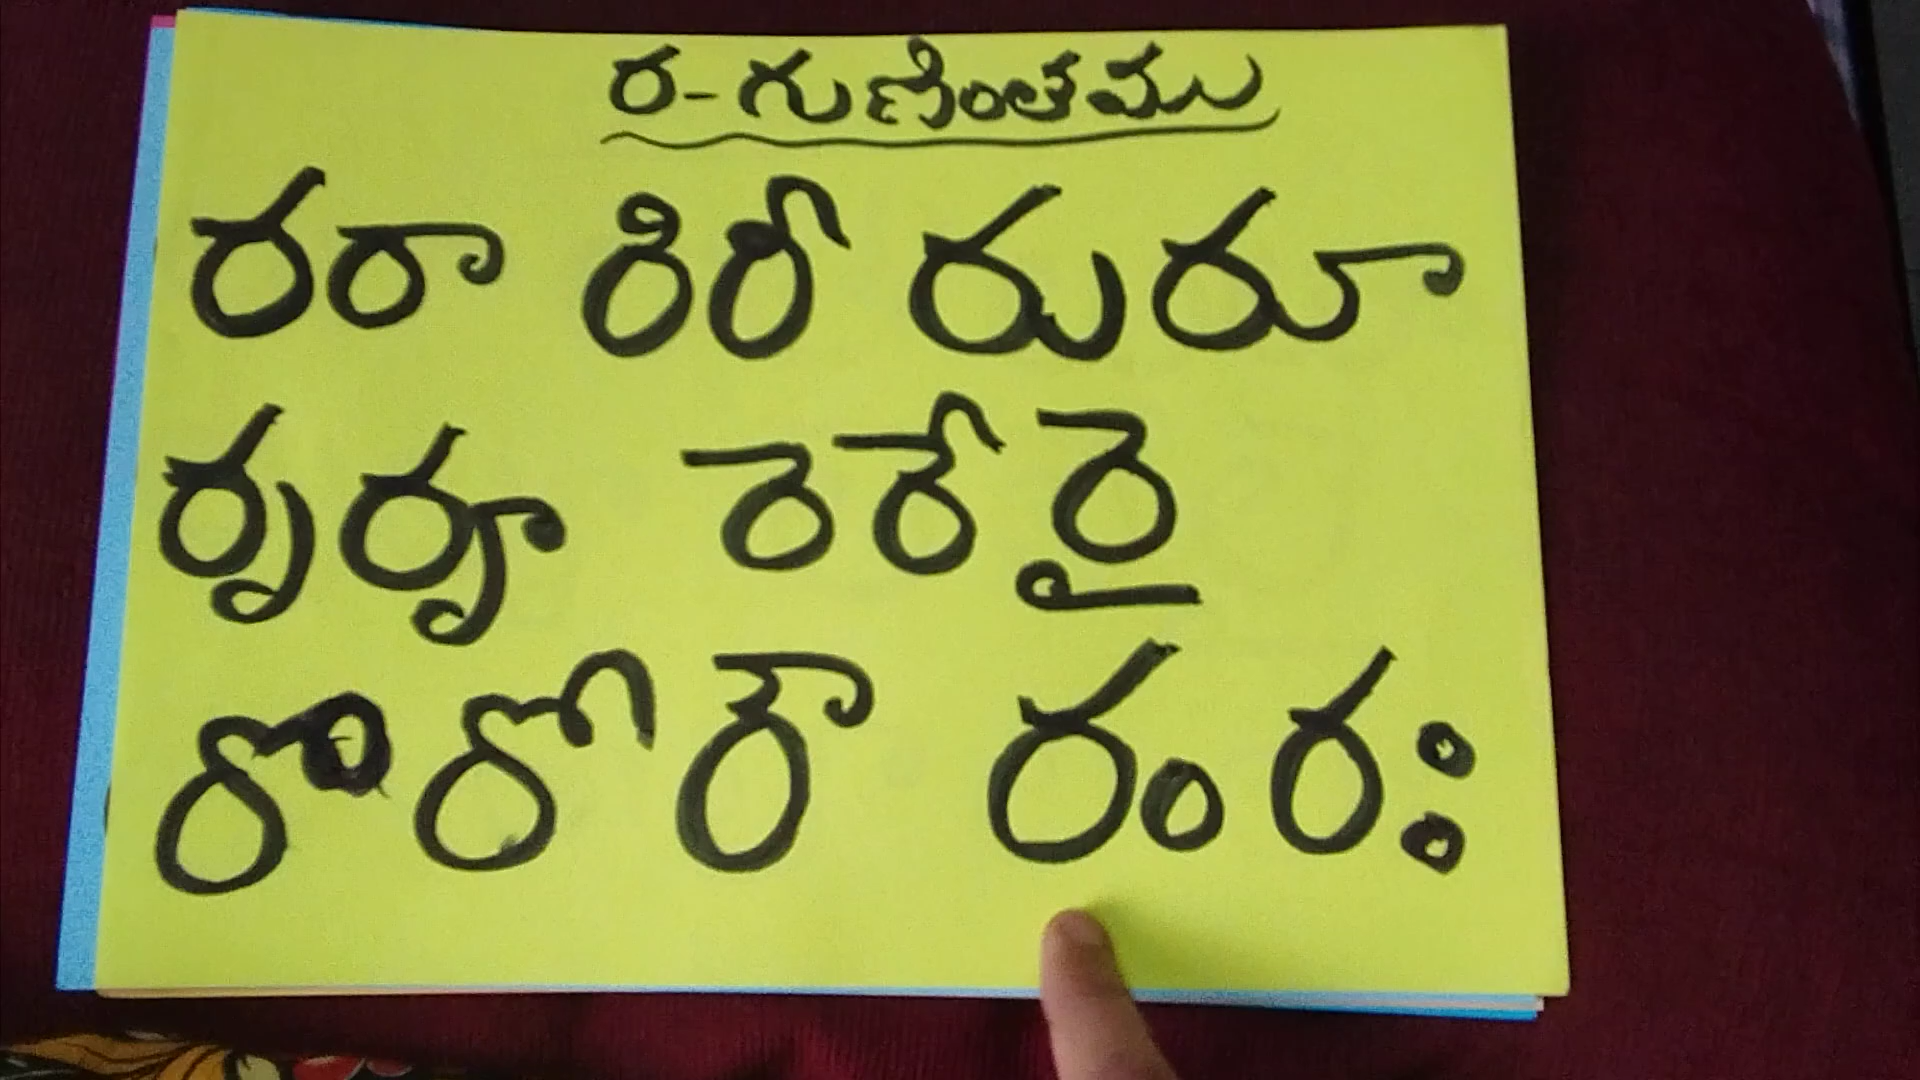 ర-గుణింతము
ర రా రి రీ రు రూ
రృ రౄ రె రే రై
రొ రో రౌ రం రః